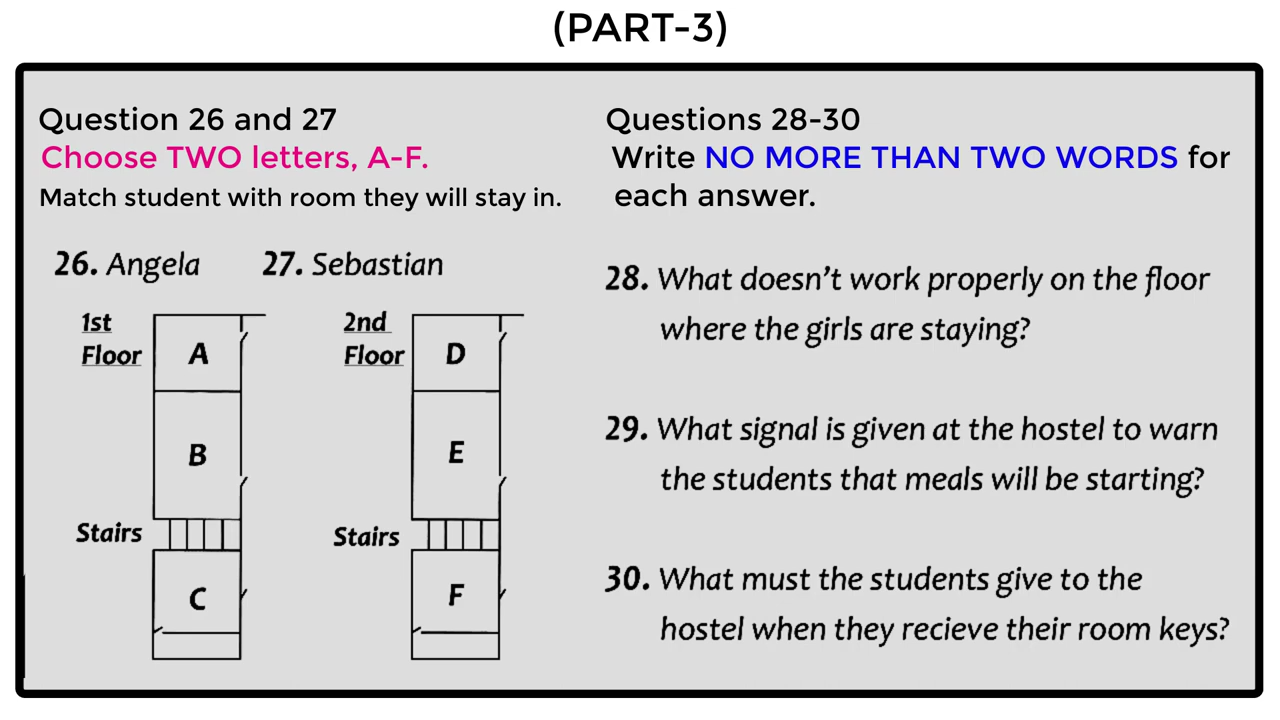 (PART-3)
Question 26 and 27
Choose TWO letters, A-F.
Match student with room they will stay in.
26. Angela 27. Sebastian
1st
Floor
A
B
Stairs
C
2nd
Floor
D
E
Stairs
F
Questions 28-30
Write NO MORE THAN TWO WORDS for
each answer.
28. What doesn't work properly on the floor
where the girls are staying?
29. What signal is given at the hostel to warn
the students that meals will be starting?
30. What must the students give to the
hostel when they recieve their room keys?